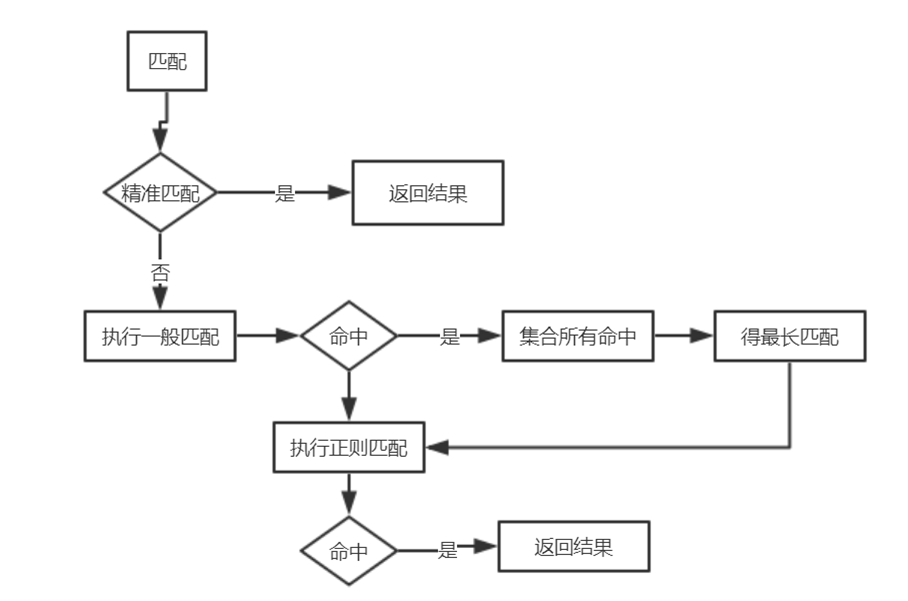 匹配
精准匹配
是
返回结果
否
执行一般匹配
命中
是
集合所有命中
得最长匹配
执行正则匹配
命中
是
返回结果